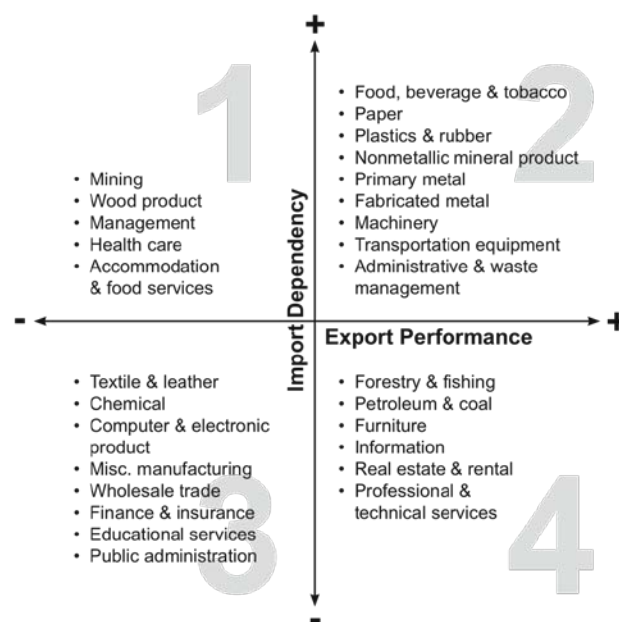 +
1
2
• Food, beverage & tobacco
• Paper
• Plastics & rubber
• Nonmetallic mineral product
• Primary metal
• Fabricated metal
• Machinery
• Transportation equipment
• Administrative & waste
management
• Mining
• Wood product
• Management
• Health care
• Accommodation
& food services
Import Dependency
-
+
Export Performance
• Textile & leather
• Chemical
• Computer & electronic
product
• Misc. manufacturing
• Wholesale trade
• Finance & insurance
• Educational services
• Public administration
3
• Forestry & fishing
• Petroleum & coal
• Furniture
• Information
• Real estate & rental
• Professional &
technical services
4
-